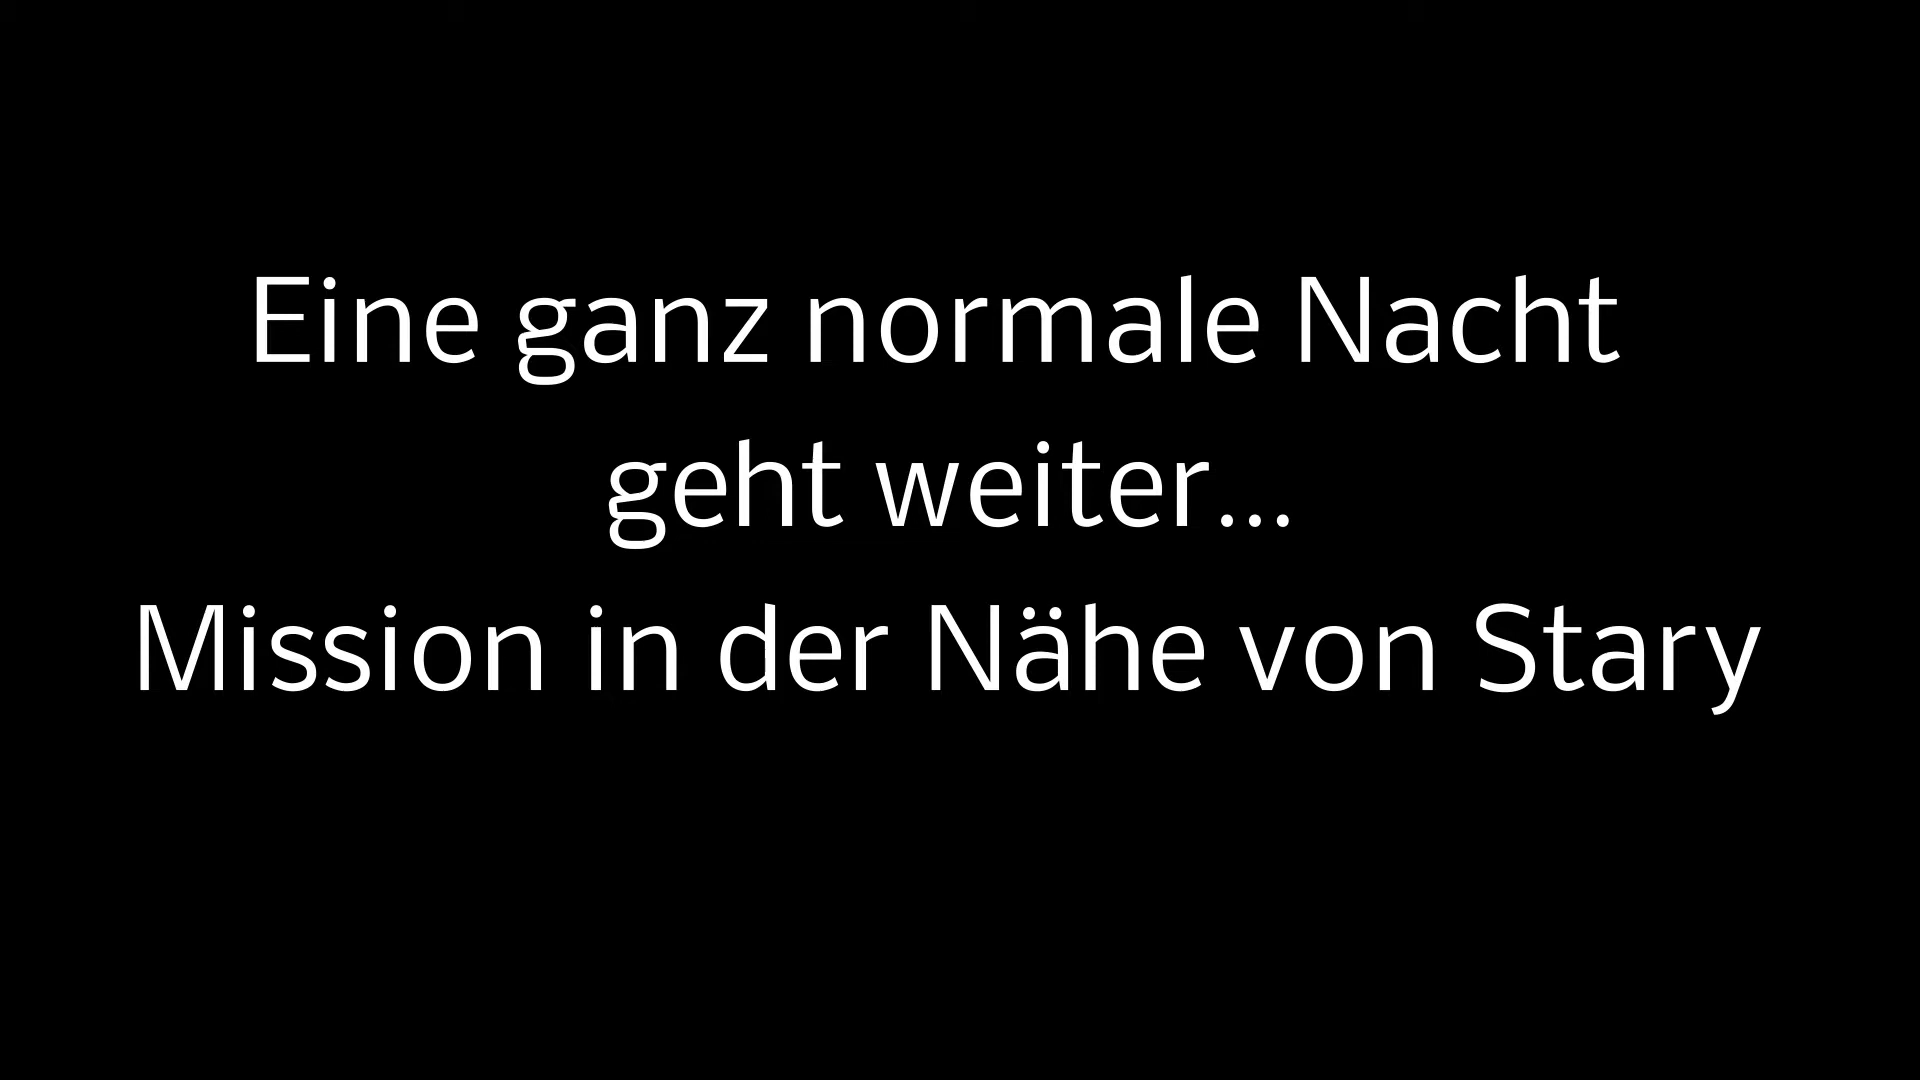 Eine ganz normale Nacht
geht weiter...
Mission in der Nähe von Stary